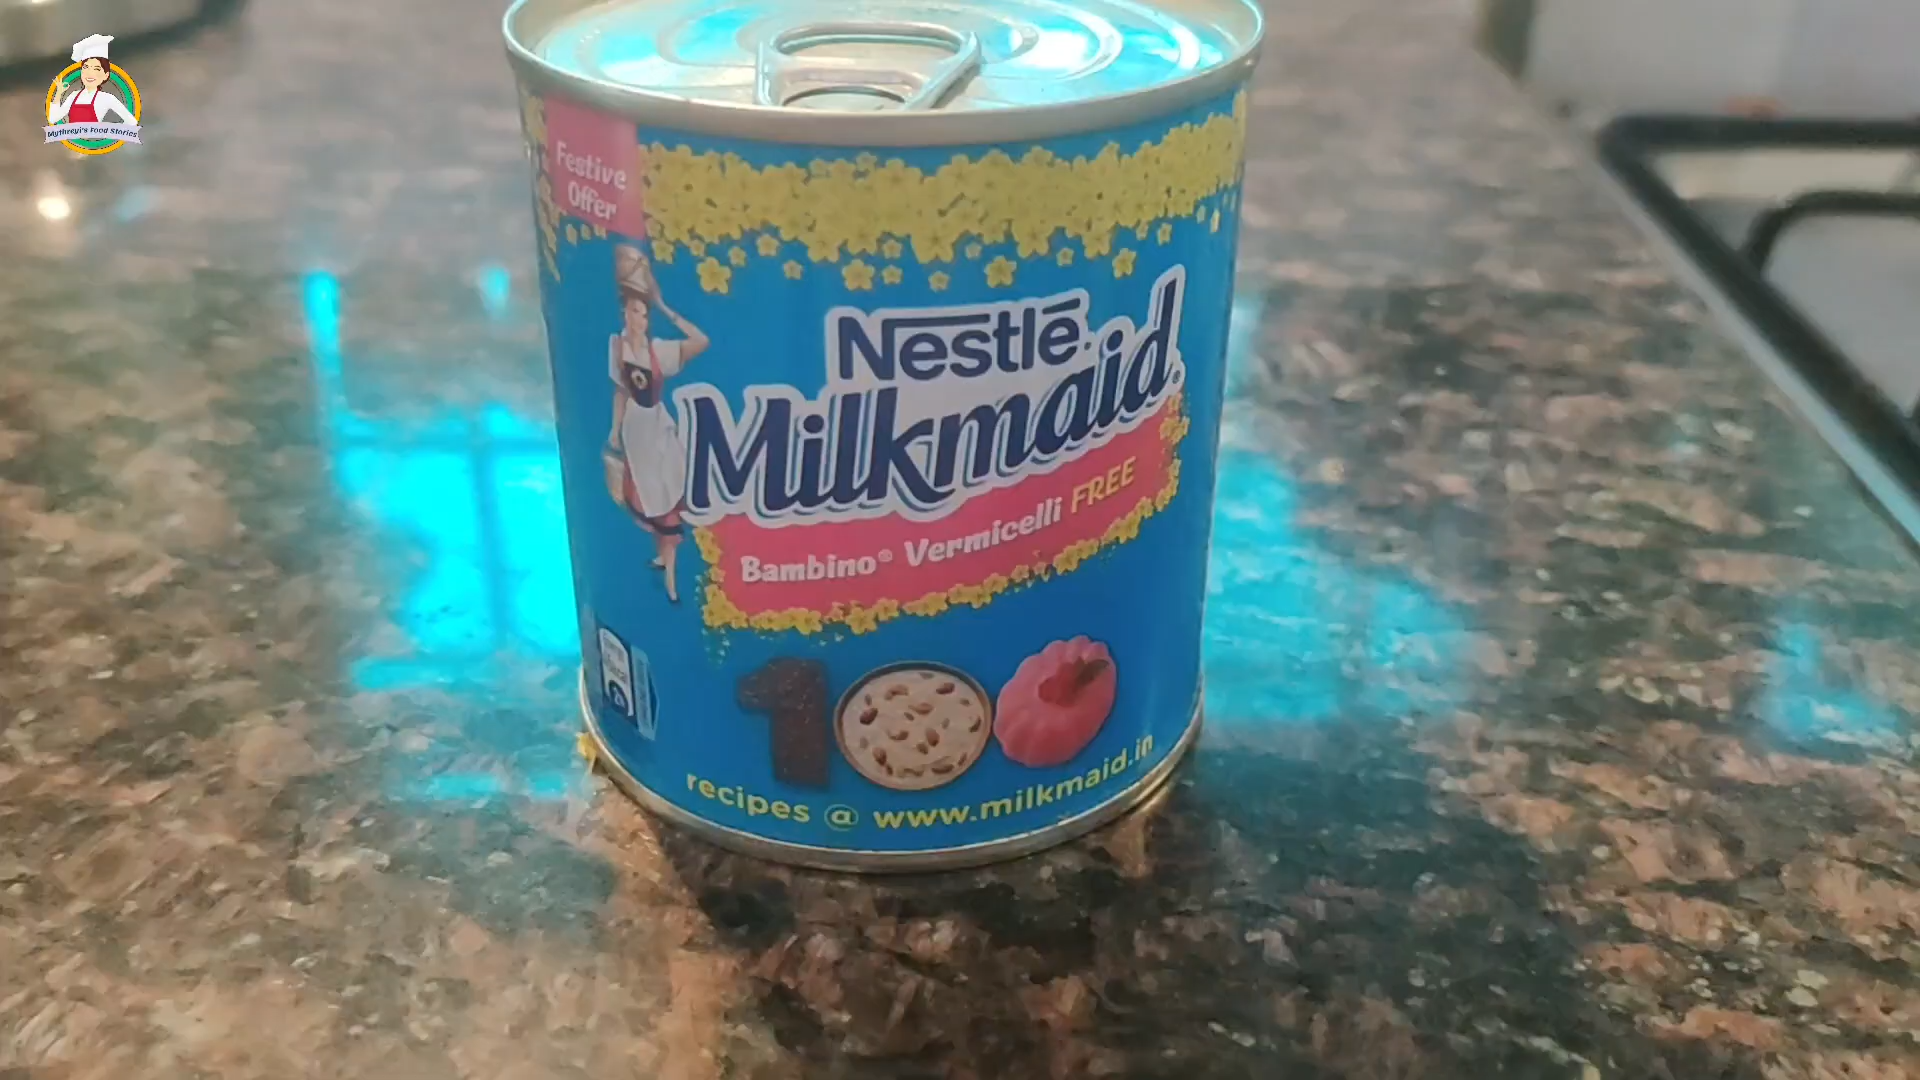 Mythreyi's Food Stories
Festive
Offer
Nestlé
Milkmaid®
Bambino® Vermicelli FREE
100
recipes @ www.milkmaid.in